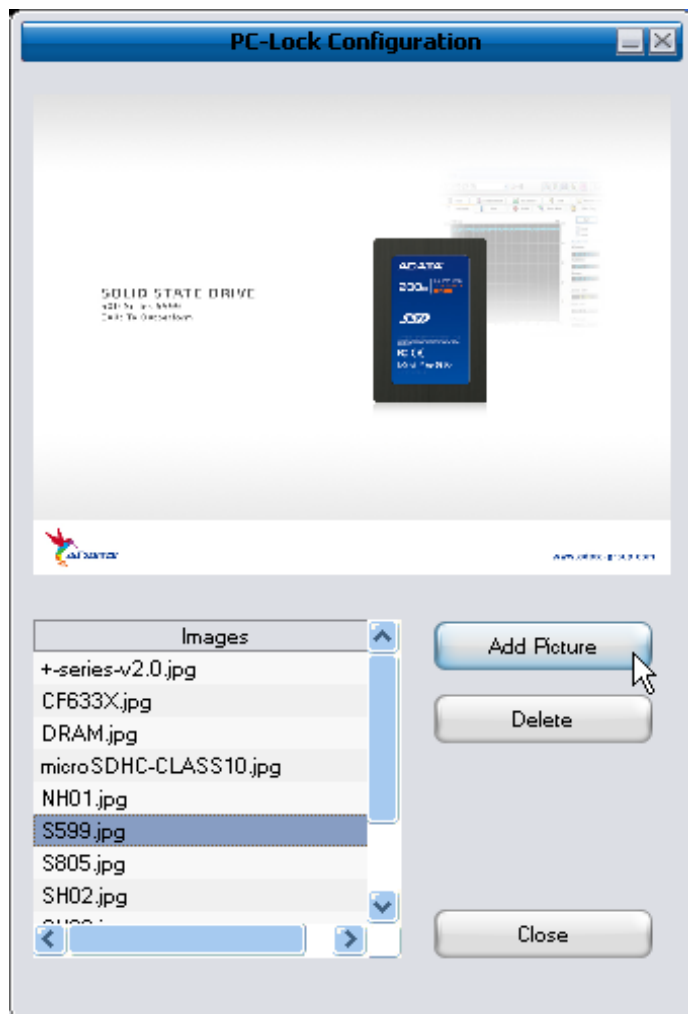 PC-Lock Configuration
SOLID STATE DRIVE
ADATA
SSD
Images
+-series-v2.0.jpg
CF633X.jpg
DRAM.jpg
microSDHC-CLASS10.jpg
NH01.jpg
S599.jpg
S805.jpg
SH02.jpg
Add Picture
Delete
Close